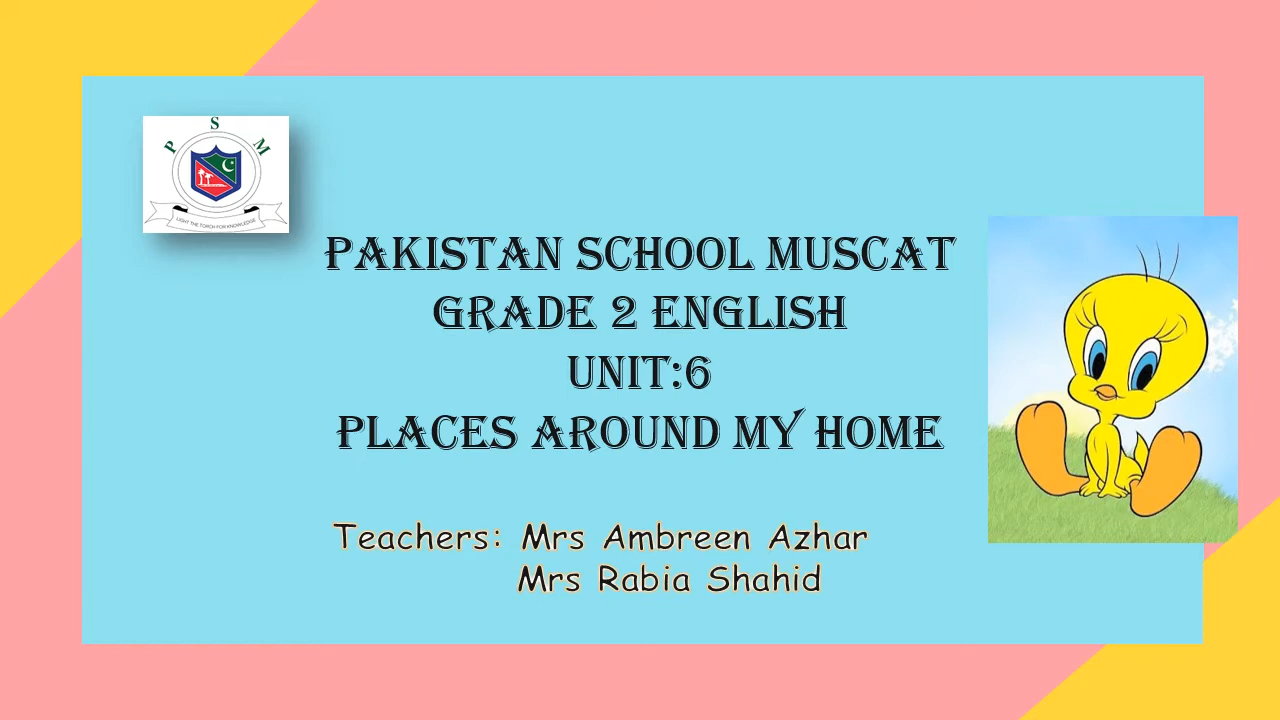 P S M
LIGHT THE TORCH FOR KNOWLEDGE
PAKISTAN SCHOOL MUSCAT
GRADE 2 ENGLISH
UNIT:6
PLACES AROUND MY HOME
Teachers: Mrs Ambreen Azhar
Mrs Rabia Shahid